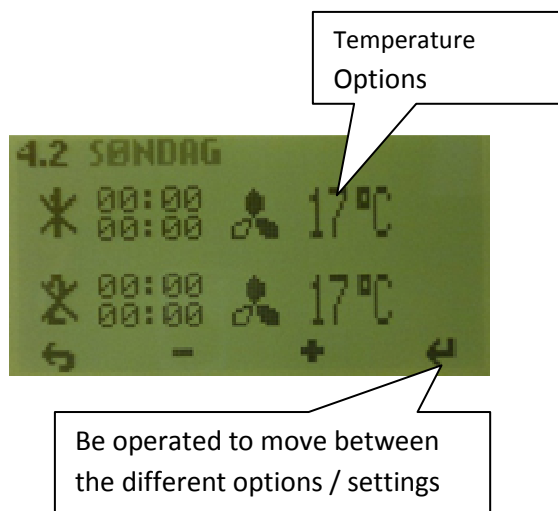 Temperature
Options
4.2 SØNDAG
00:00
00:00 17°C
00:00
00:00 17°C
- +
Be operated to move between
the different options / settings